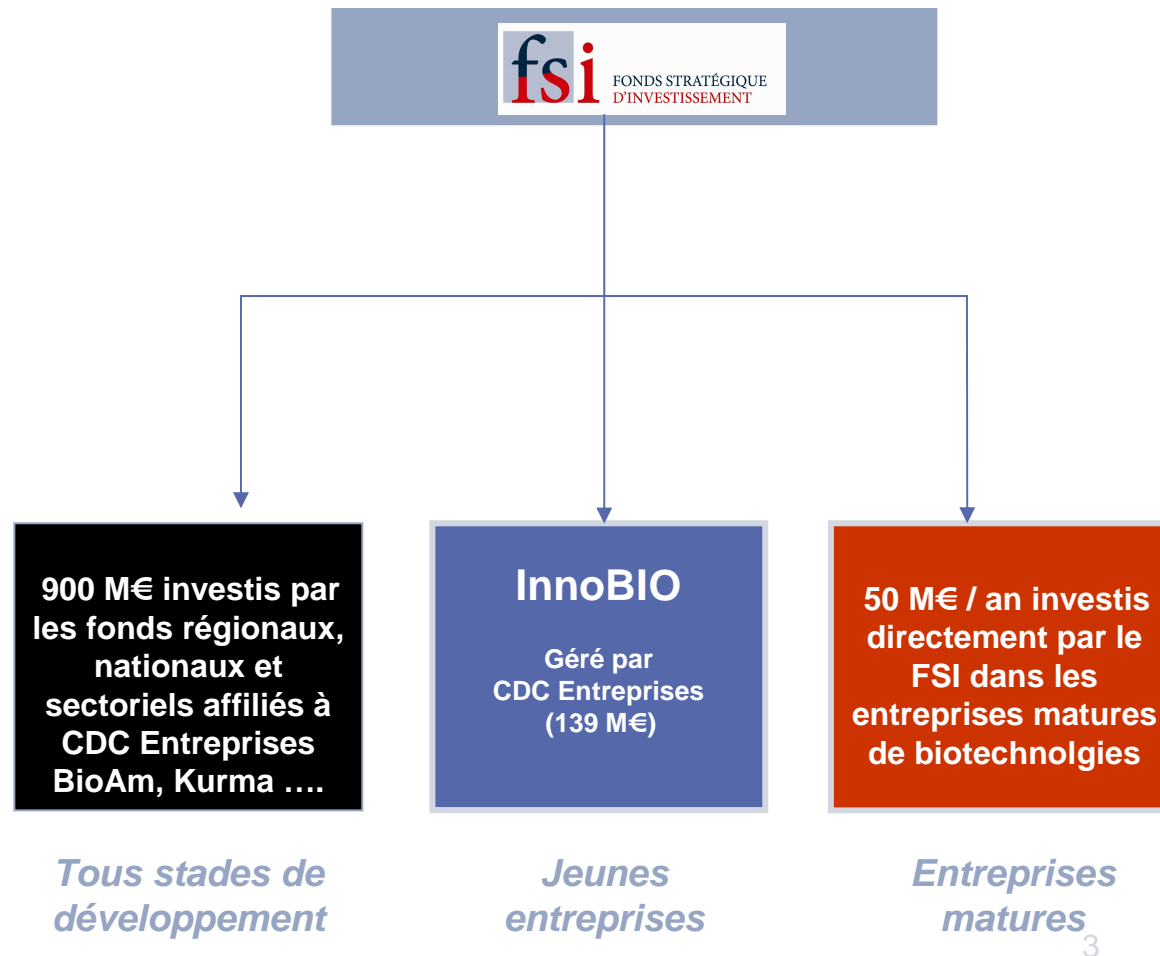 fsi FONDS STRATÉGIQUE
D'INVESTISSEMENT
900 M€ investis par
les fonds régionaux,
nationaux et
sectoriels affiliés à
CDC Entreprises
BioAm, Kurma ….
InnoBIO
Géré par
CDC Entreprises
(139 M€)
50 M€ / an investis
directement par le
FSI dans les
entreprises matures
de biotechnolgies
Tous stades de
développement
Jeunes
entreprises
Entreprises
matures
3